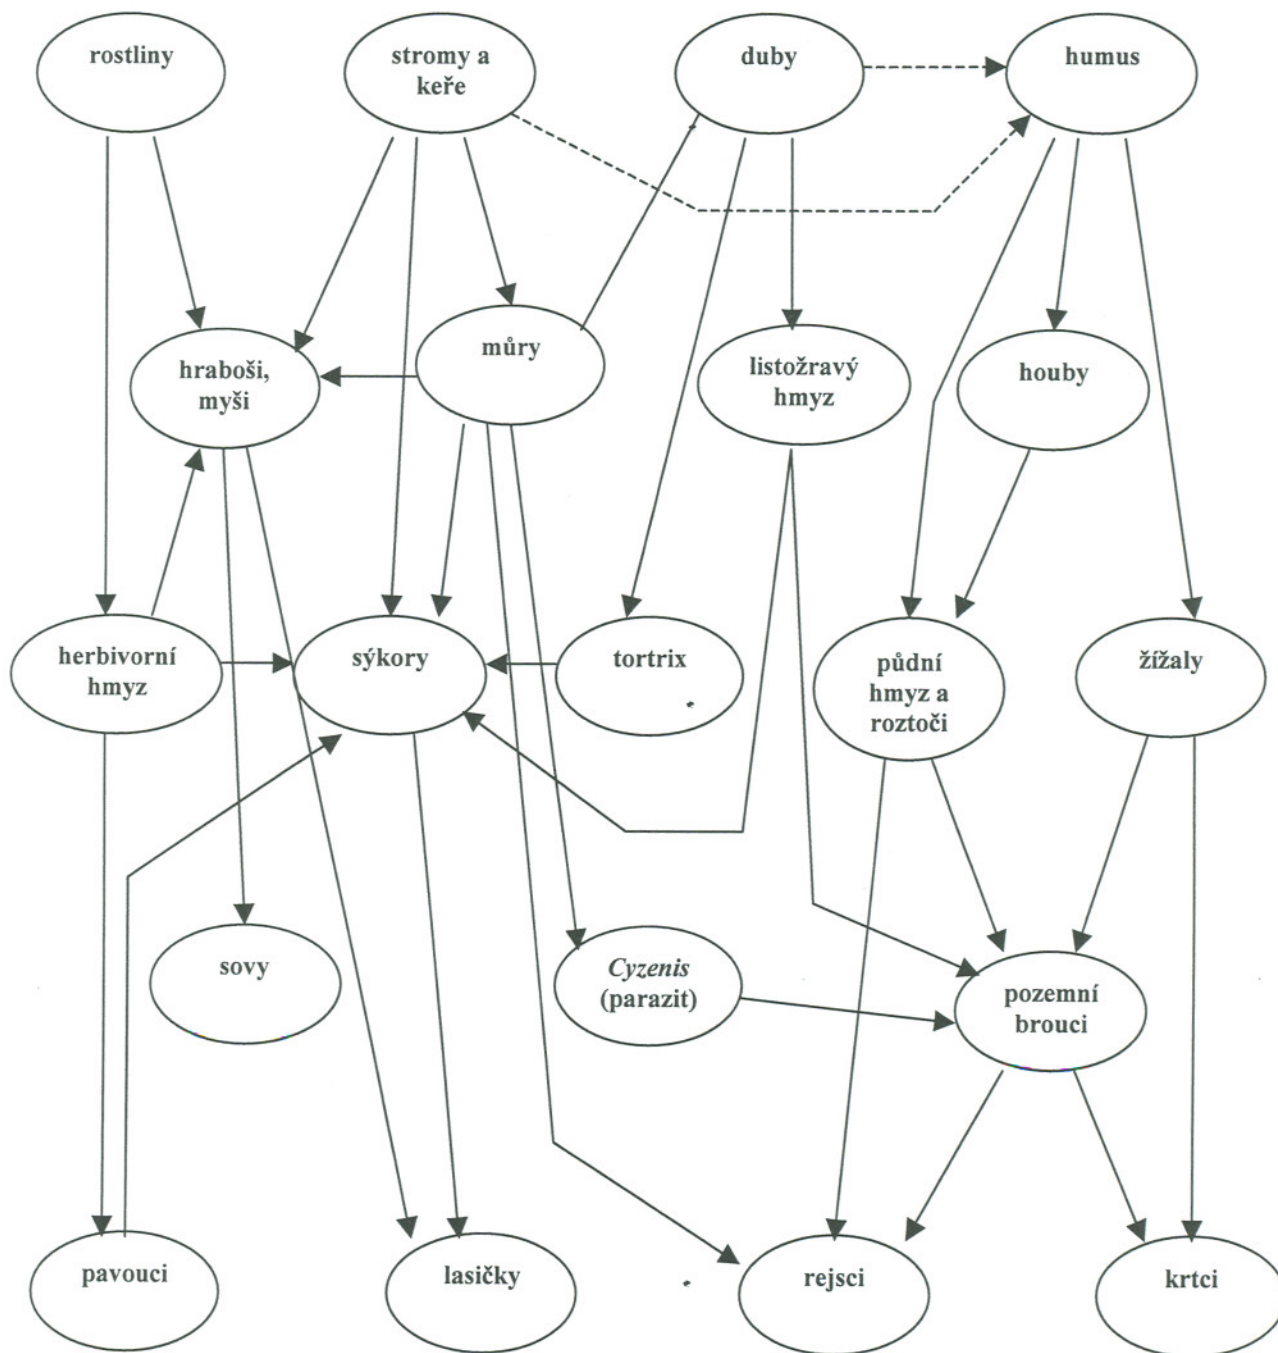 rostliny
stromy a
keře
duby
humus
hraboši,
myši
můry
listožravý
hmyz
houby
herbivorní
hmyz
sýkory
tortrix
půdní
hmyz a
roztoči
žížaly
sovy
Cyzenis
(parazit)
pozemní
brouci
pavouci
lasičky
rejsci
krtci